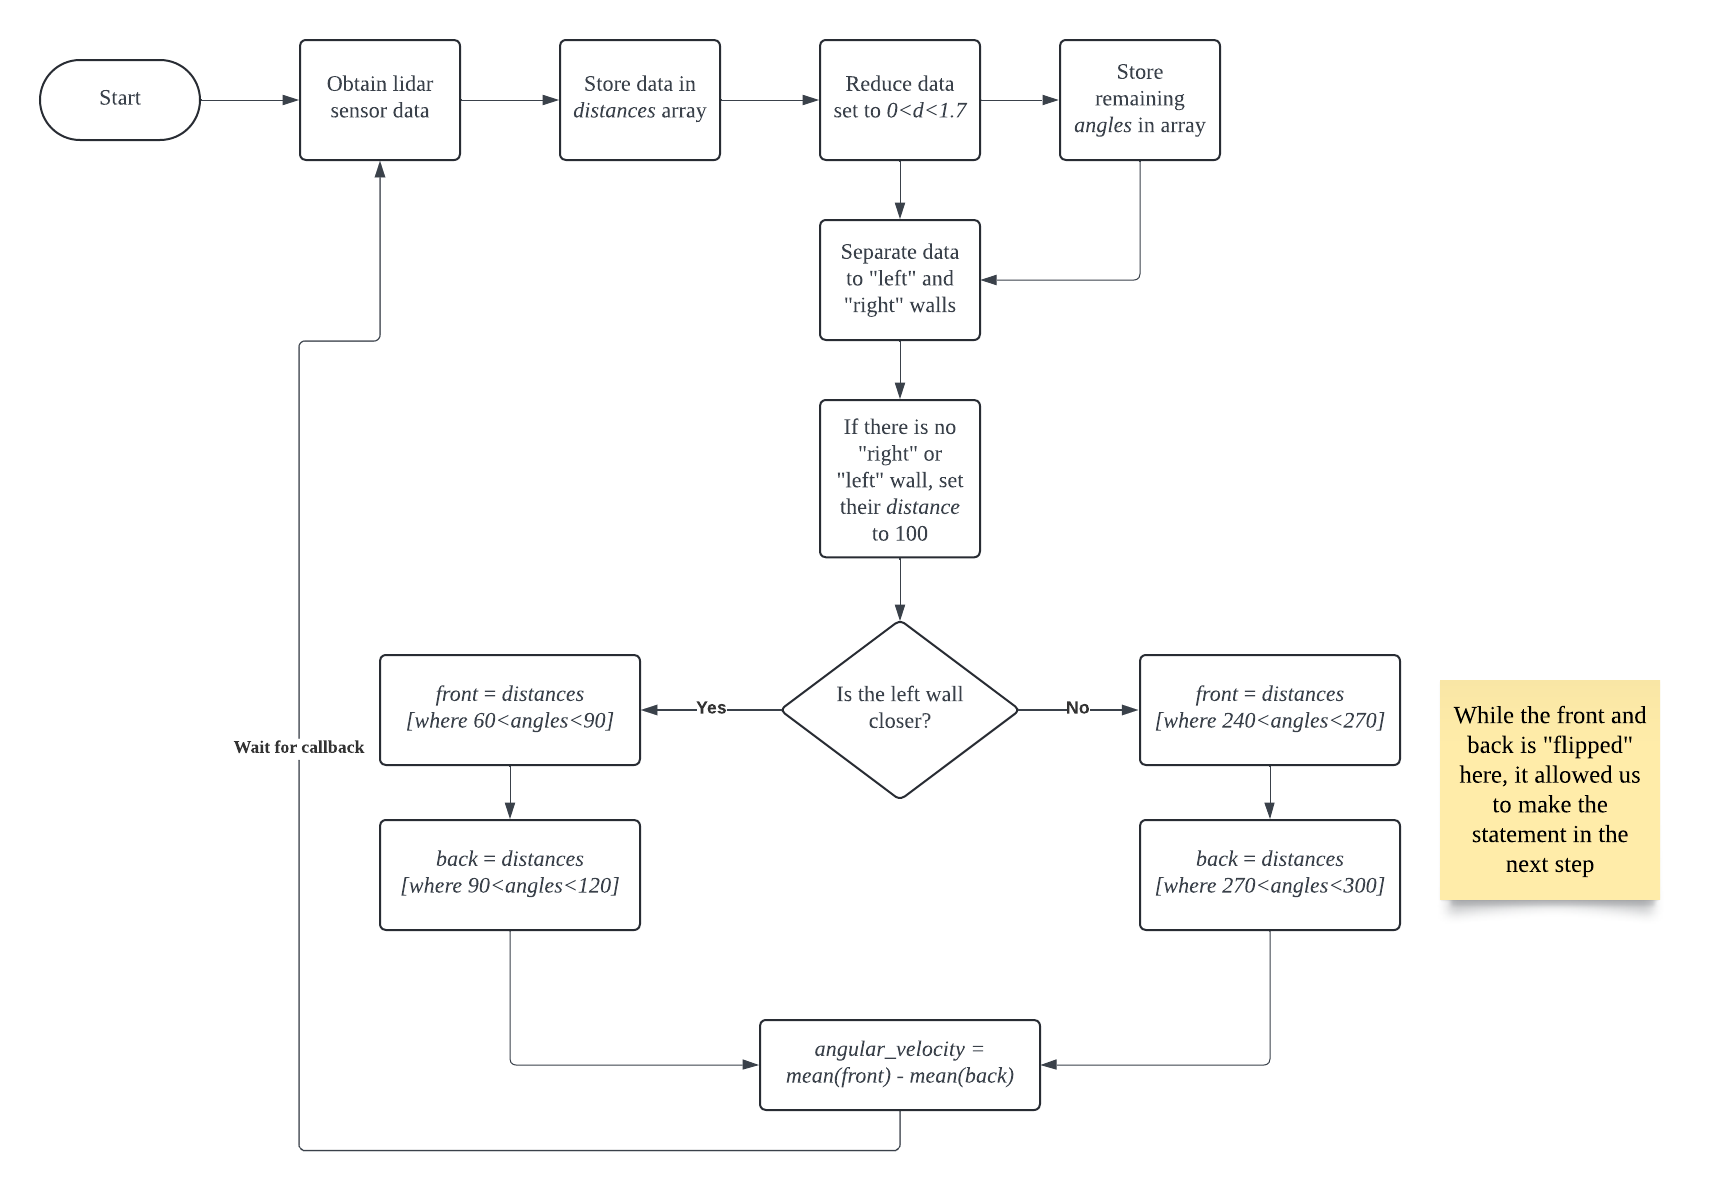 Start
Obtain lidar
sensor data
Store data in
distances array
Reduce data
set to 0<d<1.7
Store
remaining
angles in array
Separate data
to "left" and
"right" walls
If there is no
"right" or
"left" wall, set
their distance
to 100
Is the left wall
closer?
Yes
No
front = distances
[where 60<angles<90]
back = distances
[where 90<angles<120]
front = distances
[where 240<angles<270]
back = distances
[where 270<angles<300]
While the front and
back is "flipped"
here, it allowed us
to make the
statement in the
next step
angular_velocity =
mean(front) - mean(back)
Wait for callback